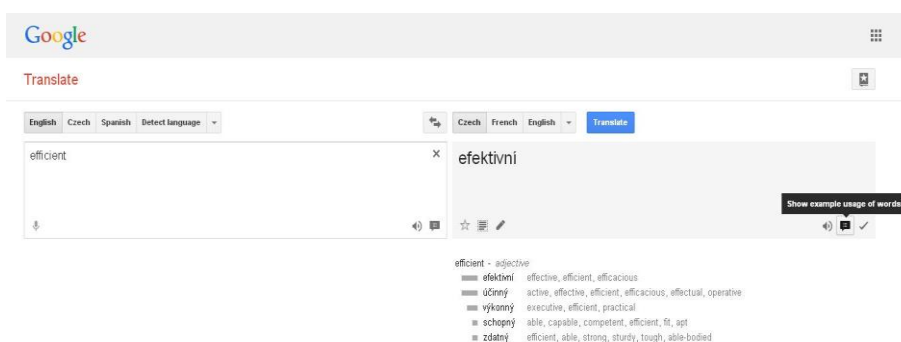 Google
Translate
English Czech Spanish Detect language Czech French English Translate
efficient
efektivní
Show example usage of words
efficient - adjective
efektivní effective, efficient, efficacious
účinný active, effective, efficient, efficacious, effectual, operative
výkonný executive, efficient, practical
schopný able, capable, competent, efficient, fit, apt
zdatný efficient, able, strong, sturdy, tough, able-bodied